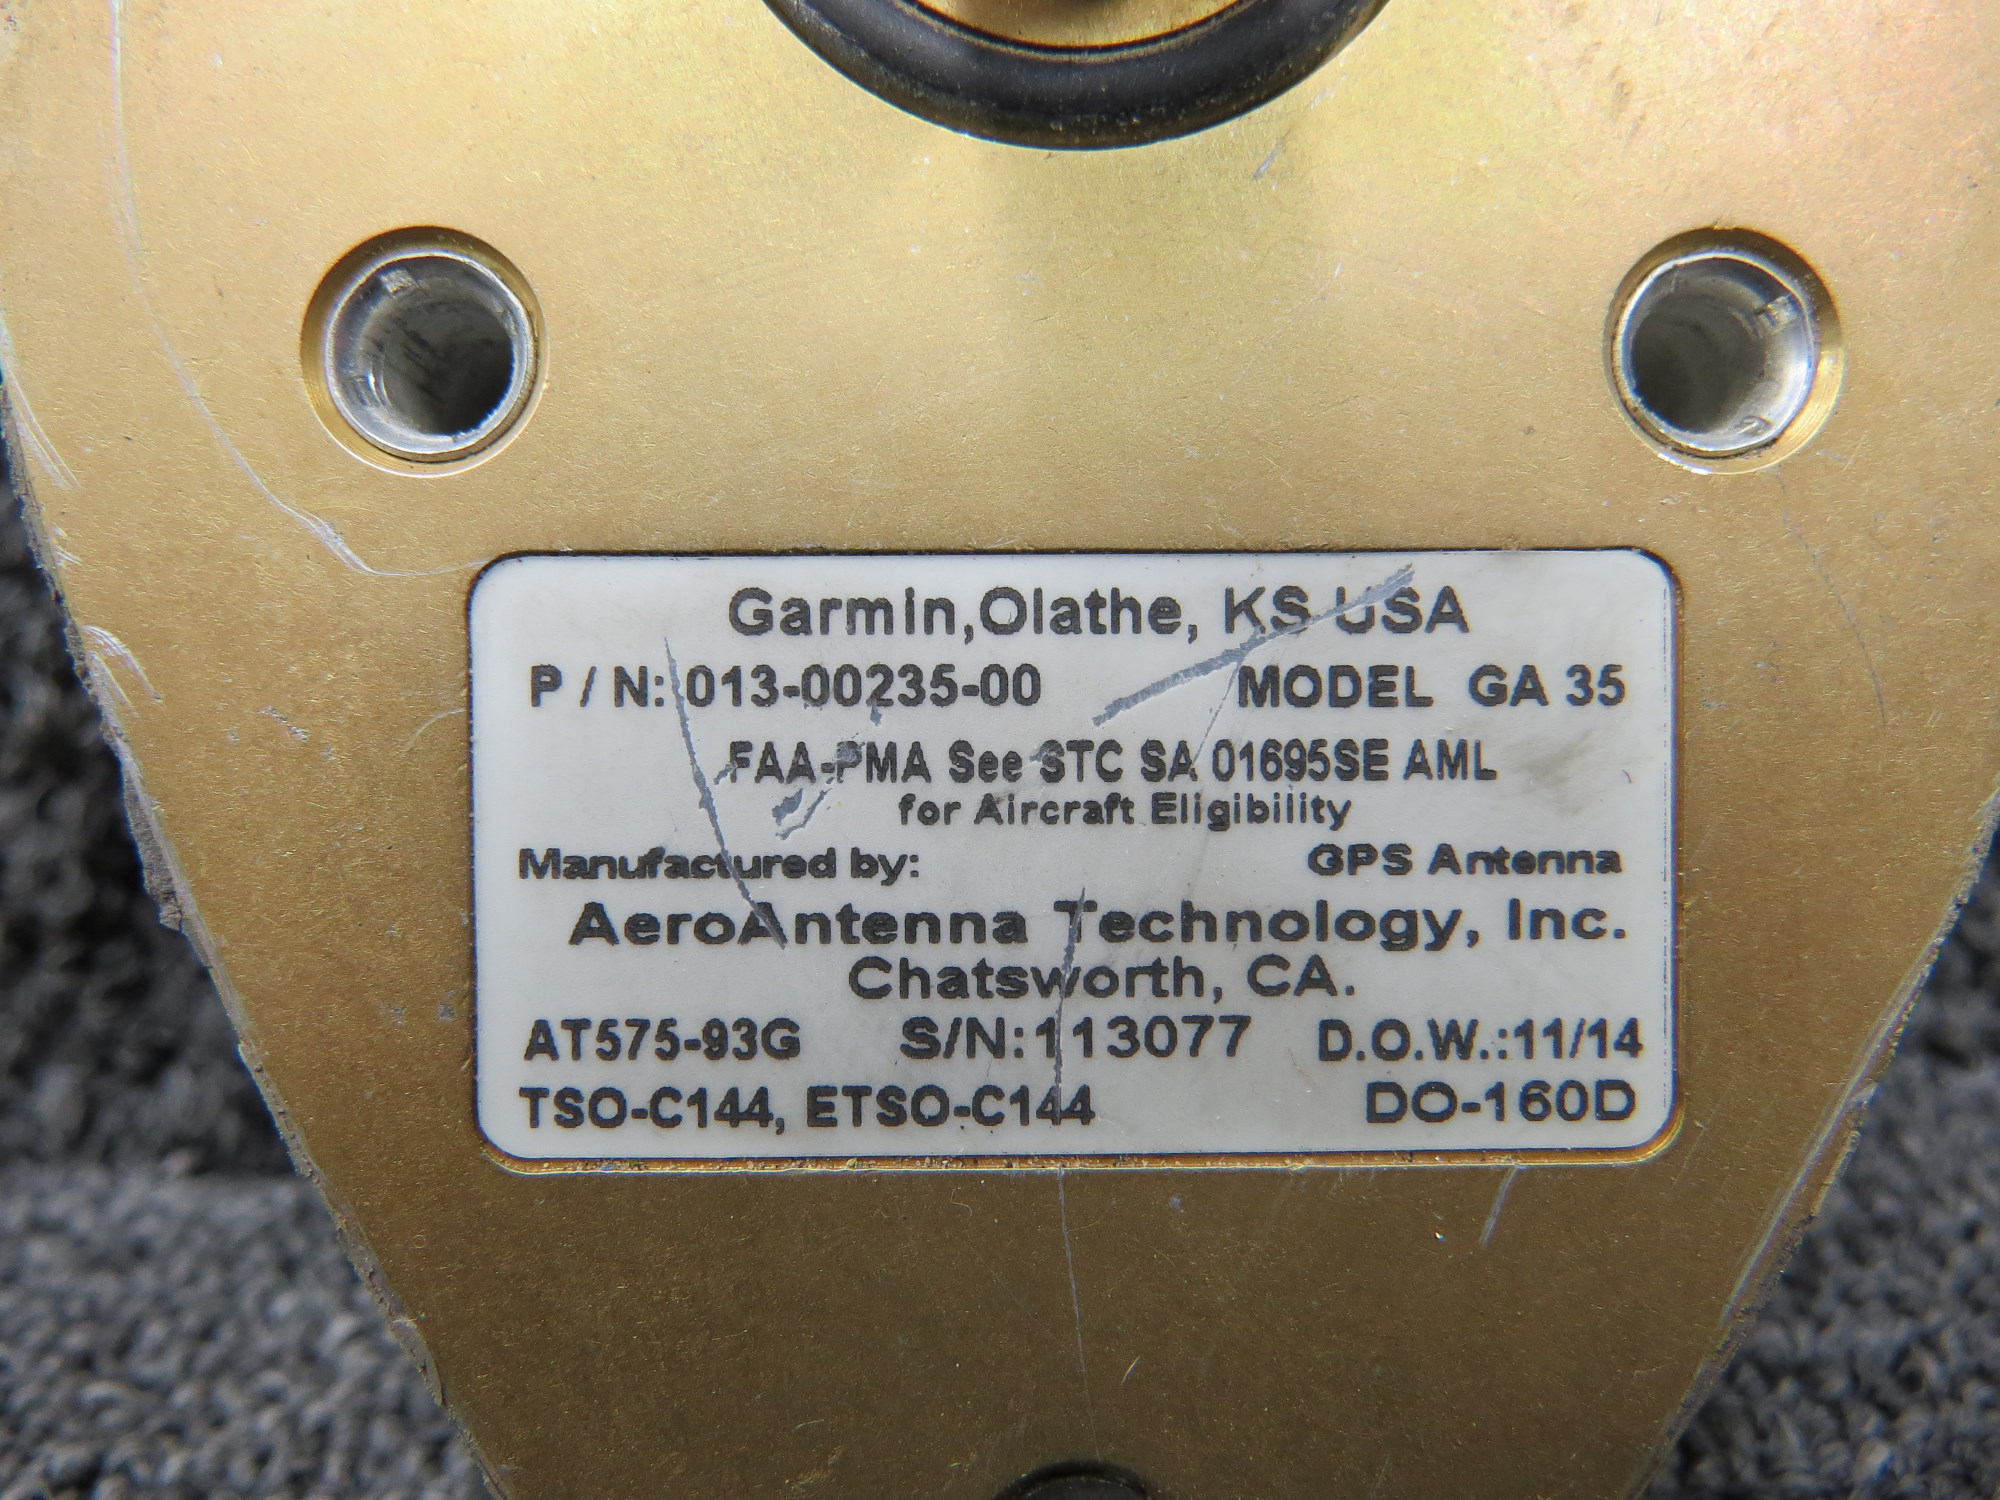 Garmin,Olathe, KS USA
P / N: 013-00235-00 MODEL GA 35
FAA-PMA See STC SA 01695SE AML
for Aircraft Eligibility
Manufactured by: GPS Antenna
AeroAntenna Technology, Inc.
Chatsworth, CA.
AT575-93G S/N:113077 D.O.W.:11/14
TSO-C144, ETSO-C144 DO-160D